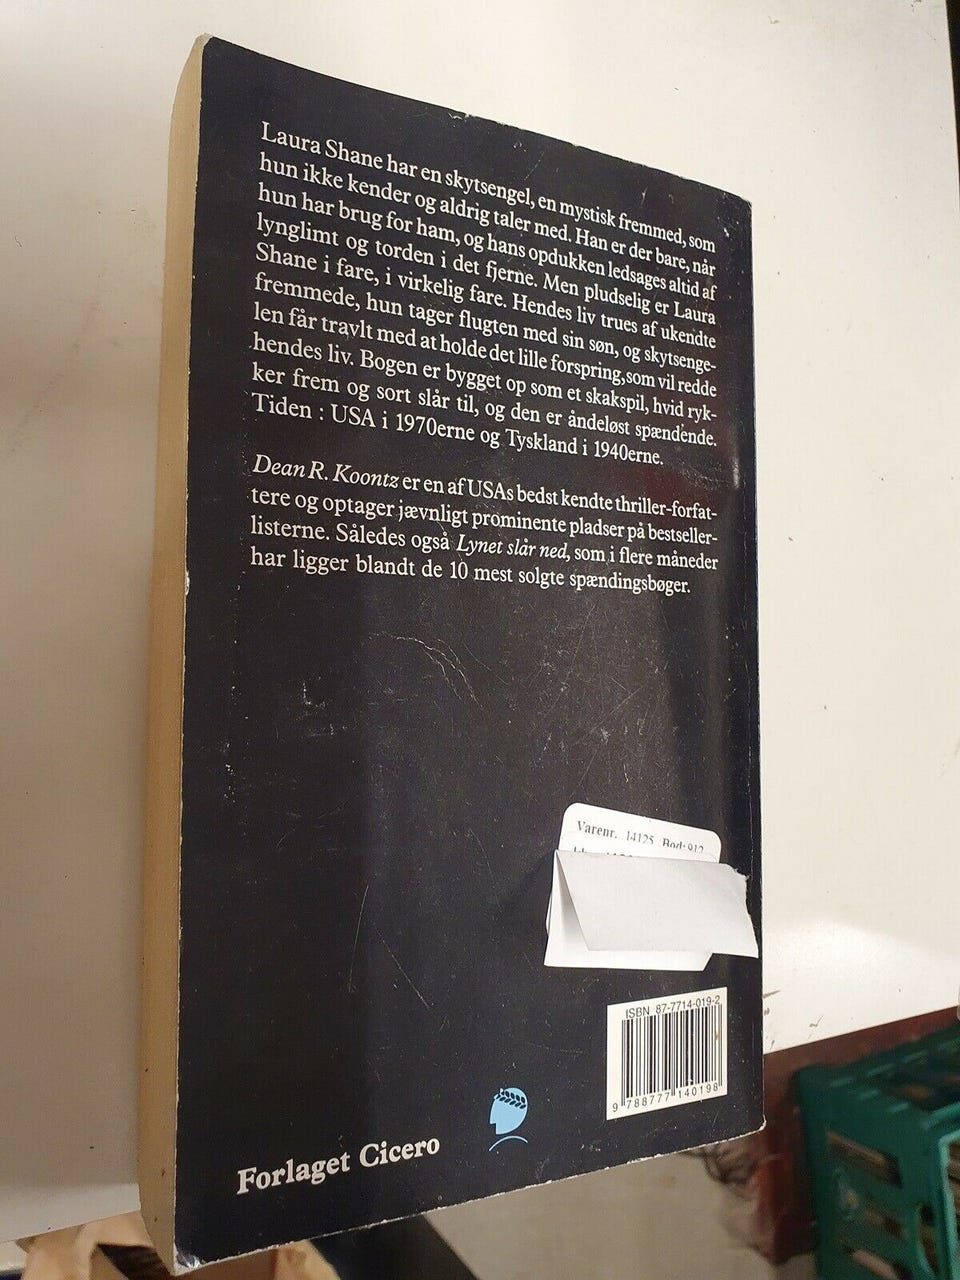 Laura Shane har en skytsengel, en mystisk fremmed, som
hun ikke kender og aldrig taler med. Han er der bare, når
hun har brug for ham, og hans opdukken ledsages altid af
lynglimt og torden i det fjerne. Men pludselig er Laura
Shane i fare, i virkelig fare. Hendes liv trues af ukendte
fremmede, hun tager flugten med sin søn, og skytsenge-
len får travlt med at holde det lille forspring, som vil redde
hendes liv. Bogen er bygget op som et skakspil, hvid ryk-
ker frem og sort slår til, og den er åndeløst spændende.
Tiden : USA i 1970erne og Tyskland i 1940erne.
Dean R. Koontz er en af USAs bedst kendte thriller-forfat-
tere og optager jævnligt prominente pladser på bestseller-
listerne. Således også Lynet slår ned, som i flere måneder
har ligger blandt de 10 mest solgte spændingsbøger.
Varenr. 14125 Bod: 912
ISBN 87-7714-019-2
9 788777 140198
Forlaget Cicero